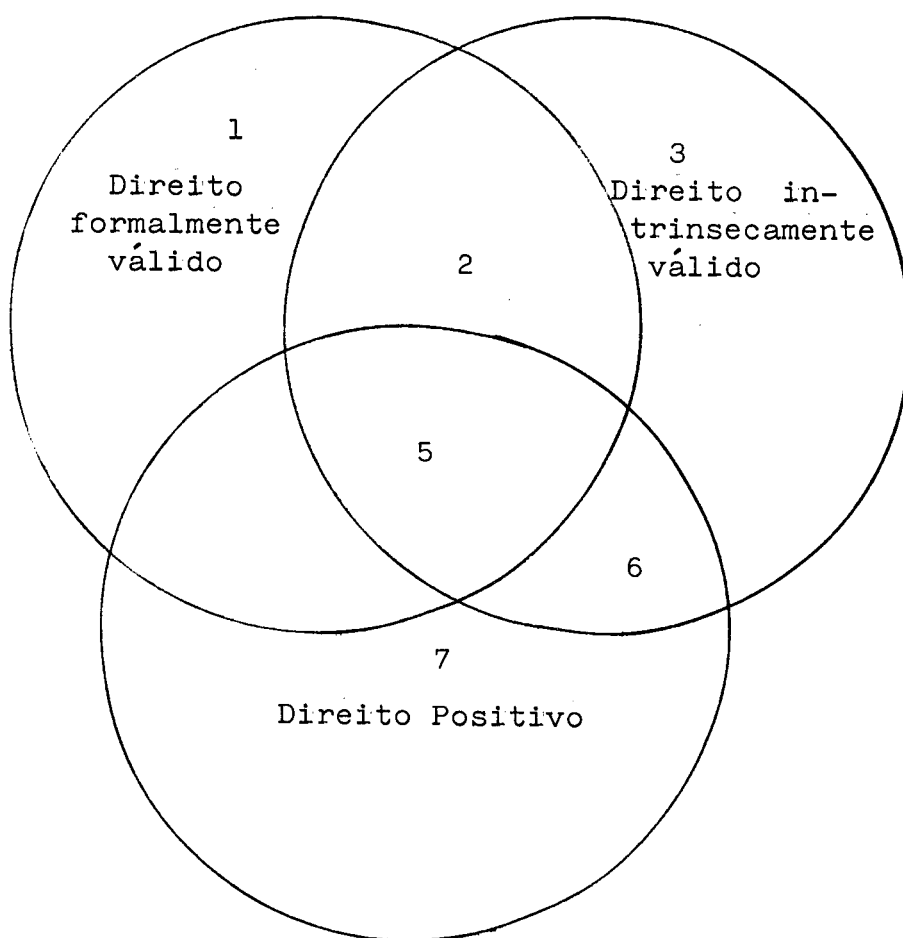 1
Direito
formalmente
válido
3
Direito in-
trinsecamente
válido
2
5
6
7
Direito Positivo